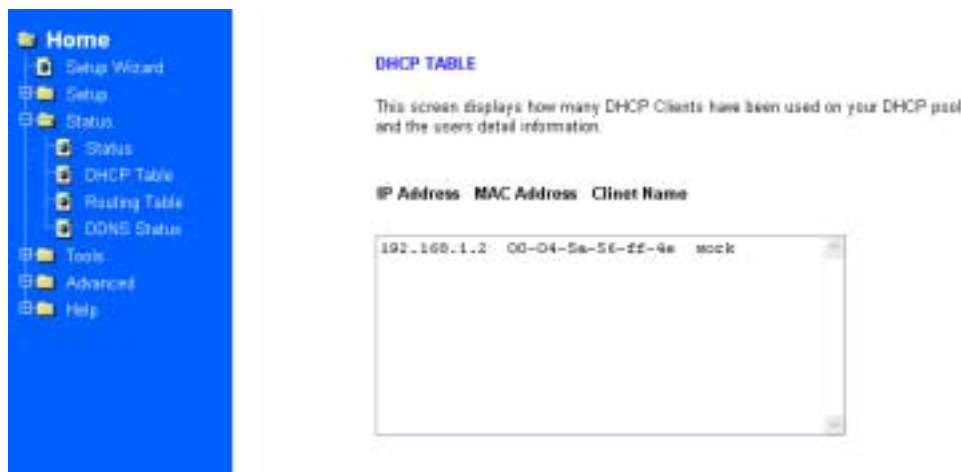 Home
Setup Wizard
Setup
Status
Status
DHCP Table
Routing Table
DDNS Status
Tools
Advanced
Help
DHCP TABLE
This screen displays how many DHCP Clients have been used on your DHCP pool
and the users detail information.
IP Address MAC Address Clinet Name
192.168.1.2 00-04-5a-56-ff-4e mork